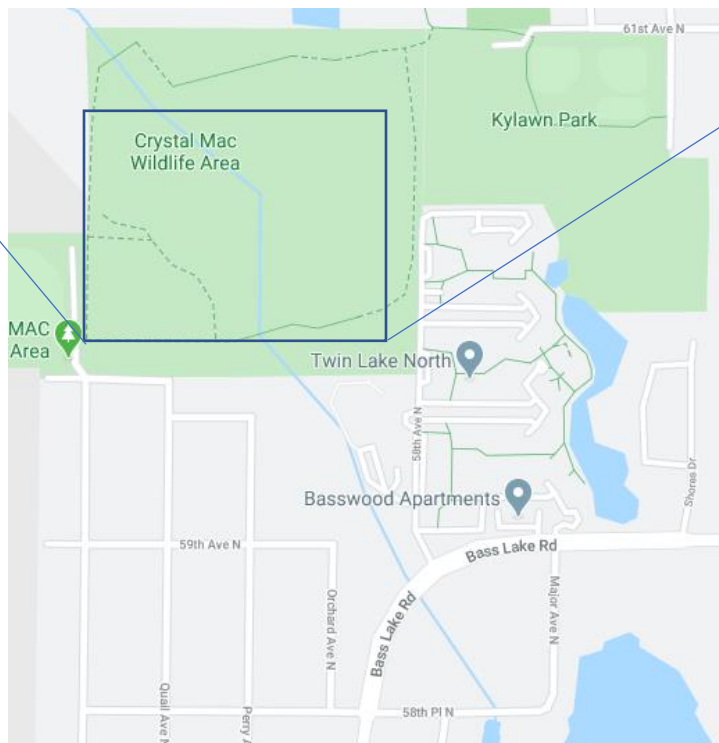 61st Ave N
Kylawn Park
Crystal Mac
Wildlife Area
MAC
Area
Twin Lake North
58th Ave N
Basswood Apartments
Shores Dr
59th Ave N
Bass Lake Rd
Orchard Ave N
Bass Lake Rd
Major Ave N
Quail Ave N
Perry A
58th Pl N